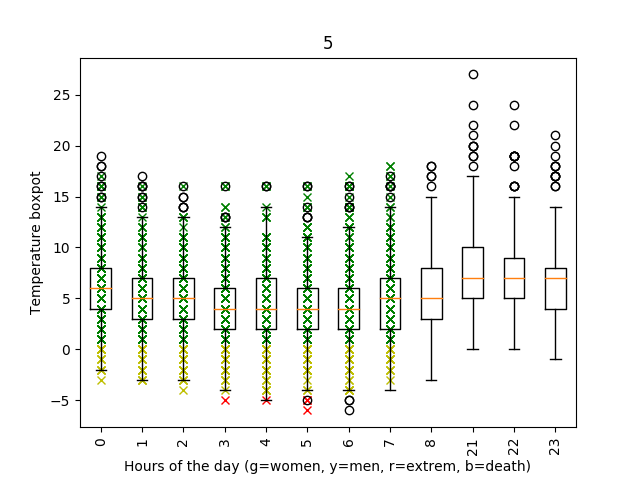 5
25
20
15
10
5
0
−5
Temperature boxpot
0 1 2 3 4 5 6 7 8 21 22 23
Hours of the day (g=women, y=men, r=extrem, b=death)